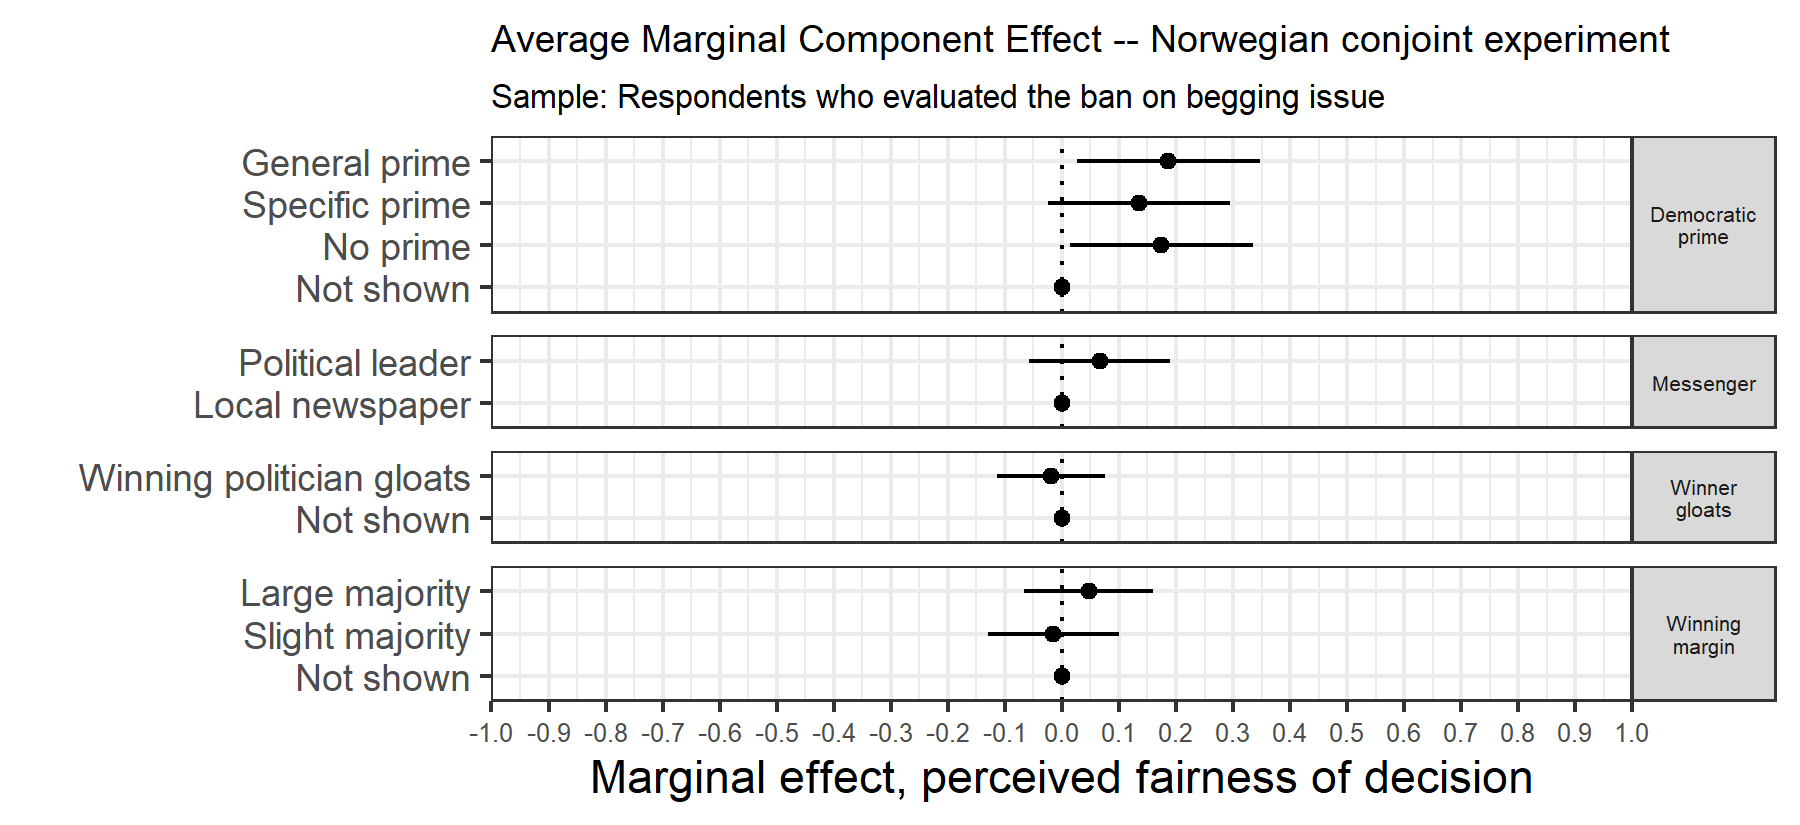 Average Marginal Component Effect -- Norwegian conjoint experiment
Sample: Respondents who evaluated the ban on begging issue
General prime
Specific prime
No prime
Not shown
Democratic
prime
Political leader
Local newspaper
Messenger
Winning politician gloats
Not shown
Winner
gloats
Large majority
Slight majority
Not shown
Winning
margin
-1.0 -0.9 -0.8 -0.7 -0.6 -0.5 -0.4 -0.3 -0.2 -0.1 0.0 0.1 0.2 0.3 0.4 0.5 0.6 0.7 0.8 0.9 1.0
Marginal effect, perceived fairness of decision